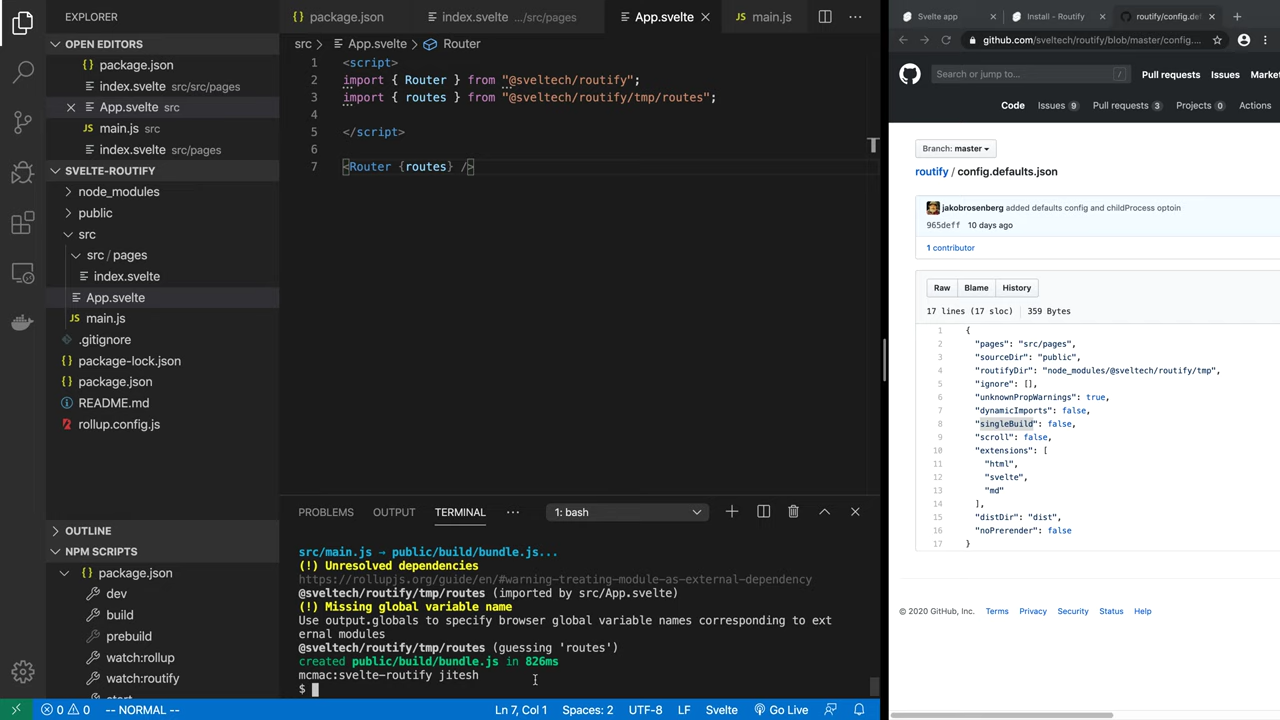 EXPLORER
OPEN EDITORS
package.json
index.svelte src/src/pages
App.svelte src
JS main.js src
index.svelte src/pages
SVELTE-ROUTIFY
node_modules
public
src
src / pages
index.svelte
App.svelte
JS main.js
.gitignore
{} package-lock.json
{} package.json
README.md
rollup.config.js
OUTLINE
NPM SCRIPTS
{} package.json
dev
build
prebuild
watch:rollup
watch:routify
start
{} package.json
index.svelte .../src/pages
App.svelte
JS main.js
src > App.svelte > Router
1 <script>
2 import { Router } from "@sveltech/routify";
3 import { routes } from "@sveltech/routify/tmp/routes";
4
5 </script>
6
7 <Router {routes} />
PROBLEMS OUTPUT TERMINAL ... 1: bash
src/main.js → public/build/bundle.js...
(!) Unresolved dependencies
https://rollupjs.org/guide/en/#warning-treating-module-as-external-dependency
@sveltech/routify/tmp/routes (imported by src/App.svelte)
(!) Missing global variable name
Use output.globals to specify browser global variable names corresponding to ext
ernal modules
@sveltech/routify/tmp/routes (guessing 'routes')
created public/build/bundle.js in 826ms
mcmac:svelte-routify jitesh
$
0 0 -- NORMAL -- Ln 7, Col 1 Spaces: 2 UTF-8 LF Svelte Go Live
Svelte app
Install - Routify
routify/config.def
github.com/sveltech/routify/blob/master/config....
Search or jump to... / Pull requests Issues Market
Code Issues 9 Pull requests 3 Projects 0 Actions
Branch: master
routify / config.defaults.json
jakobrosenberg added defaults config and childProcess optoin
965deff 10 days ago
1 contributor
Raw Blame History
17 lines (17 sloc) 359 Bytes
1 {
2 "pages": "src/pages",
3 "sourceDir": "public",
4 "routifyDir": "node_modules/@sveltech/routify/tmp",
5 "ignore": [],
6 "unknownPropWarnings": true,
7 "dynamicImports": false,
8 "singleBuild": false,
9 "scroll": false,
10 "extensions": [
11 "html",
12 "svelte",
13 "md"
14 ],
15 "distDir": "dist",
16 "noPrerender": false
17 }
© 2020 GitHub, Inc. Terms Privacy Security Status Help